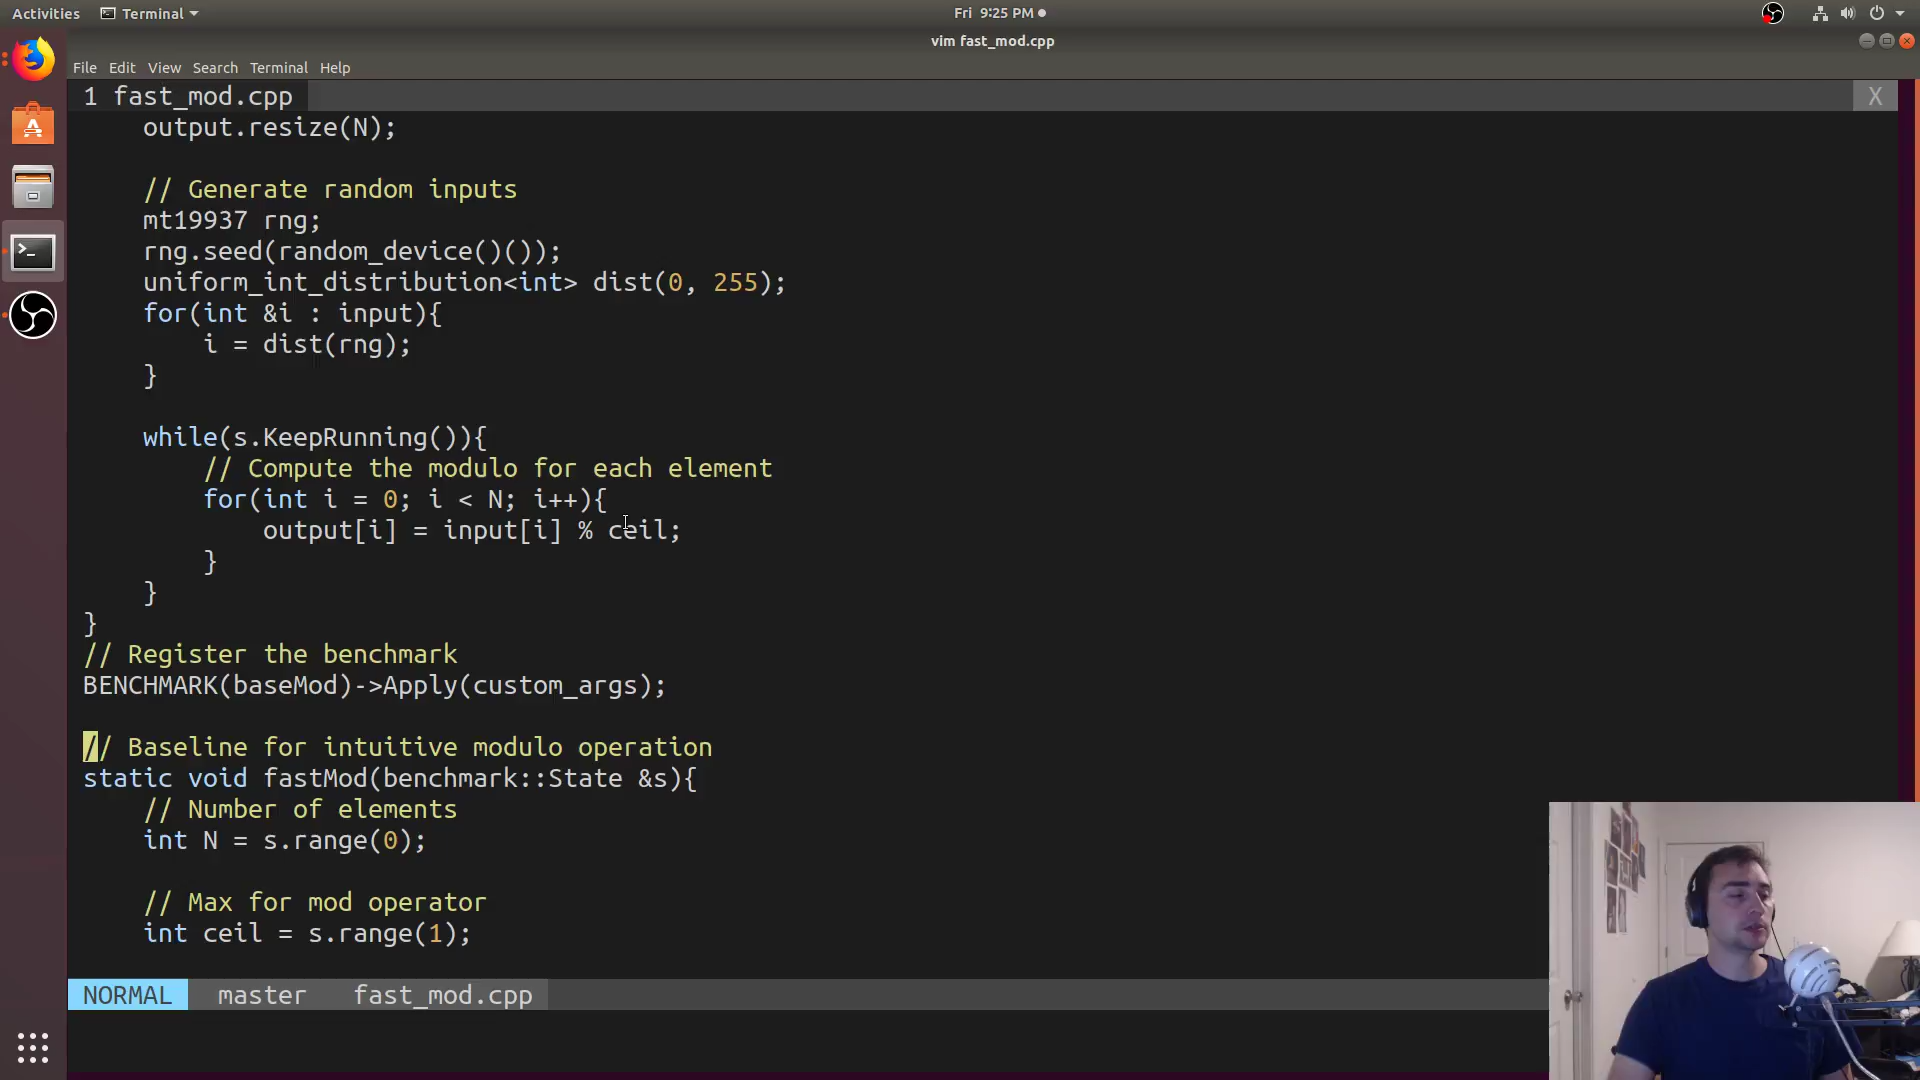 Activities Terminal Fri 9:25 PM
vim fast_mod.cpp
File Edit View Search Terminal Help
1 fast_mod.cpp X
output.resize(N);
// Generate random inputs
mt19937 rng;
rng.seed(random_device()());
uniform_int_distribution<int> dist(0, 255);
for(int &i : input){
i = dist(rng);
}
while(s.KeepRunning()){
// Compute the modulo for each element
for(int i = 0; i < N; i++){
output[i] = input[i] % ceil;
}
}
}
// Register the benchmark
BENCHMARK(baseMod)->Apply(custom_args);
// Baseline for intuitive modulo operation
static void fastMod(benchmark::State &s){
// Number of elements
int N = s.range(0);
// Max for mod operator
int ceil = s.range(1);
NORMAL master fast_mod.cpp